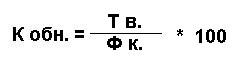 Т в.
К обн. = * 100
Ф к.